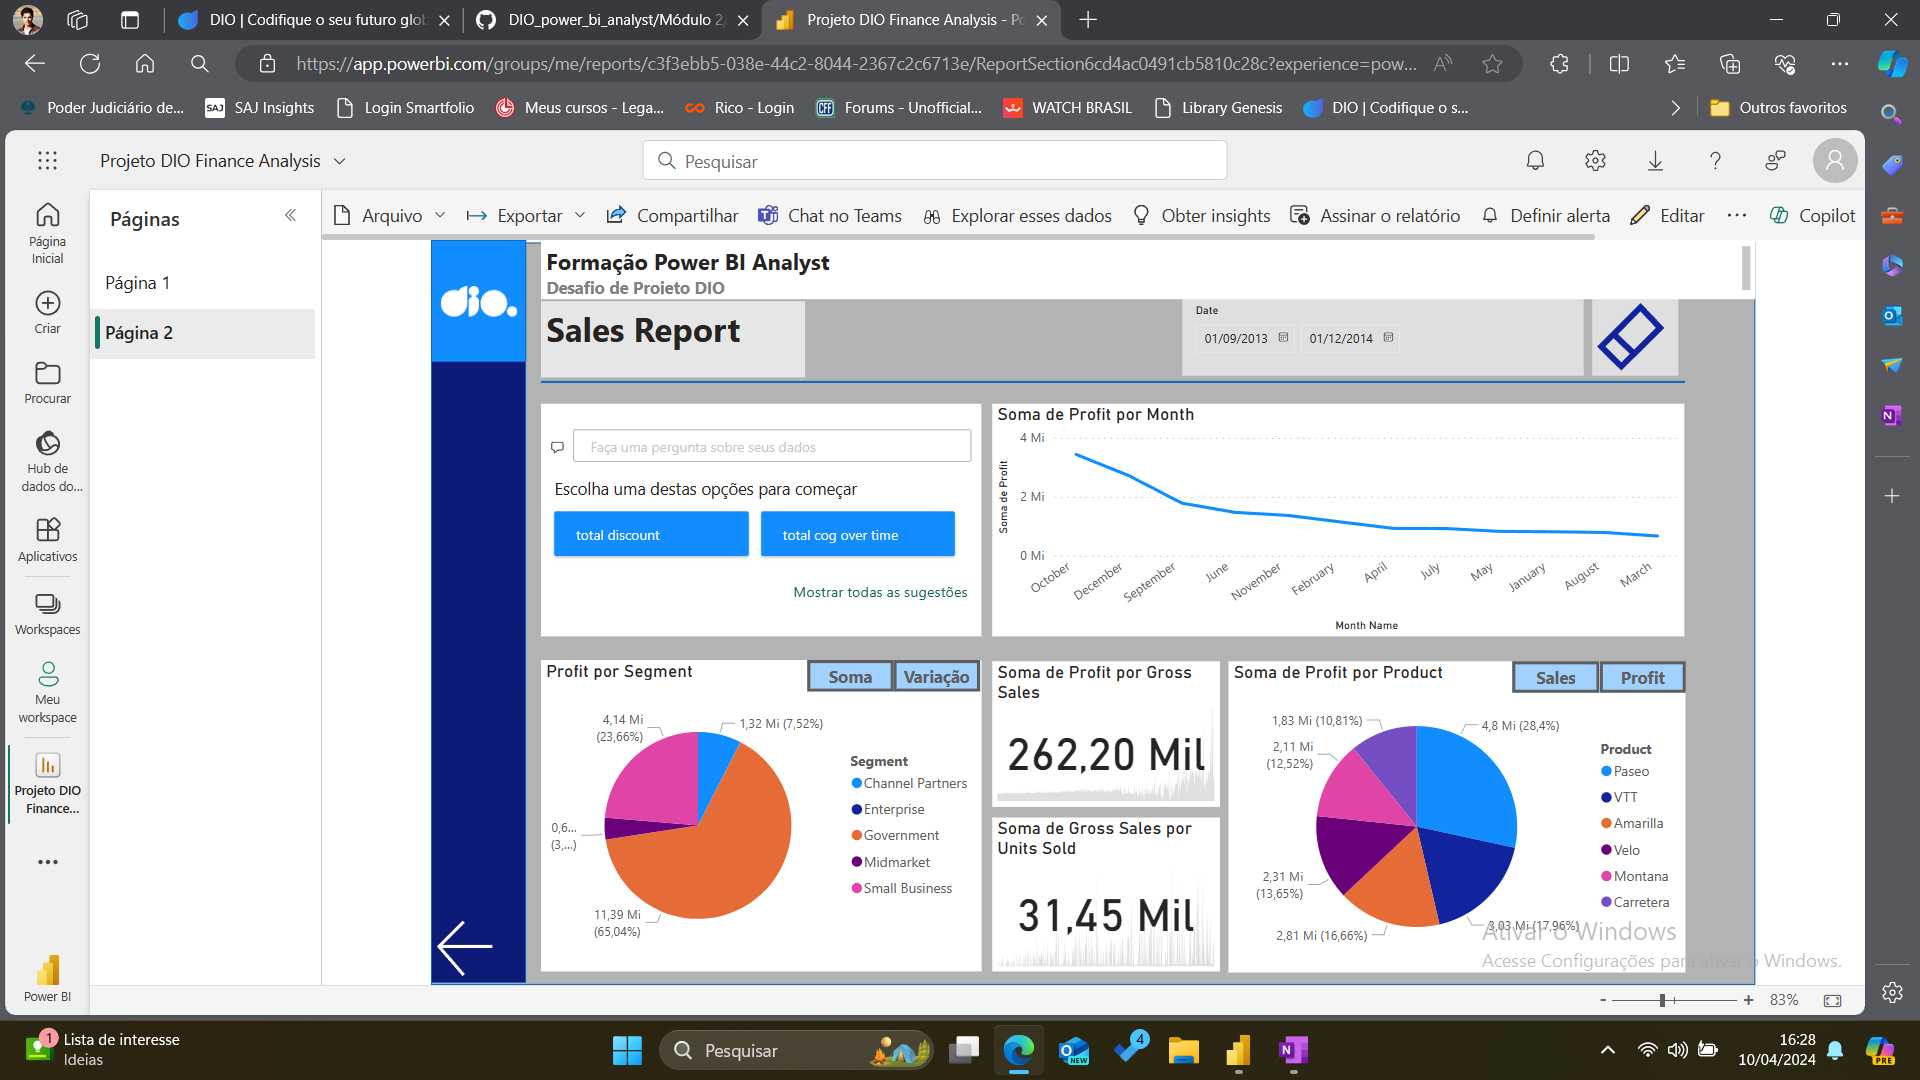 DIO | Codifique o seu futuro glob
DIO_power_bi_analyst/Módulo 2,
Projeto DIO Finance Analysis - Po
https://app.powerbi.com/groups/me/reports/c3f3ebb5-038e-44c2-8044-2367c2c6713e/ReportSection6cd4ac0491cb5810c28c?experience=pow...
Poder Judiciário de...
SAJ Insights
Login Smartfolio
Meus cursos - Lega...
Rico - Login
Forums - Unofficial...
WATCH BRASIL
Library Genesis
DIO | Codifique o s...
Outros favoritos
Projeto DIO Finance Analysis
Pesquisar
Página Inicial
Criar
Procurar
Hub de dados do...
Aplicativos
Workspaces
Meu workspace
Projeto DIO Finance...
Power BI
Páginas
Página 1
Página 2
Arquivo
Exportar
Compartilhar
Chat no Teams
Explorar esses dados
Obter insights
Assinar o relatório
Definir alerta
Editar
Copilot
dio.
Formação Power BI Analyst
Desafio de Projeto DIO
Sales Report
Date
01/09/2013
01/12/2014
Faça uma pergunta sobre seus dados
Escolha uma destas opções para começar
total discount
total cog over time
Mostrar todas as sugestões
Soma de Profit por Month
Soma de Profit
4 Mi
2 Mi
0 Mi
October
December
September
June
November
February
April
July
May
January
August
March
Month Name
Profit por Segment
Soma
Variação
4,14 Mi
(23,66%)
1,32 Mi (7,52%)
0,6...
(3,...)
11,39 Mi
(65,04%)
Segment
Channel Partners
Enterprise
Government
Midmarket
Small Business
Soma de Profit por Gross
Sales
262,20 Mil
Soma de Gross Sales por
Units Sold
31,45 Mil
Soma de Profit por Product
Sales
Profit
1,83 Mi (10,81%)
4,8 Mi (28,4%)
2,11 Mi
(12,52%)
2,31 Mi
(13,65%)
2,81 Mi (16,66%)
3,03 Mi (17,96%)
Product
Paseo
VTT
Amarilla
Velo
Montana
Carretera
Ativar o Windows
Acesse Configurações para ativar o Windows.
83%
1
Lista de interesse
Ideias
Pesquisar
NEW
4
16:28
10/04/2024
PRE